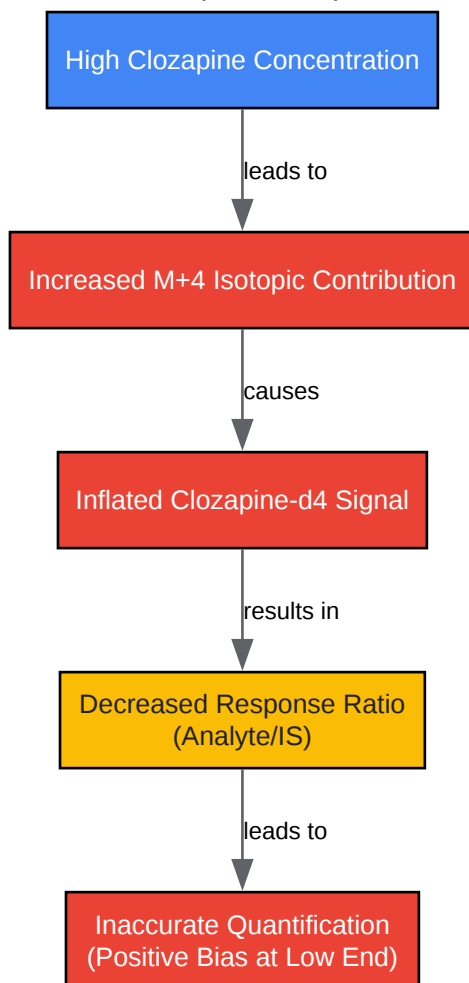 High Clozapine Concentration
leads to
Increased M+4 Isotopic Contribution
causes
Inflated Clozapine-d4 Signal
results in
Decreased Response Ratio
(Analyte/IS)
leads to
Inaccurate Quantification
(Positive Bias at Low End)